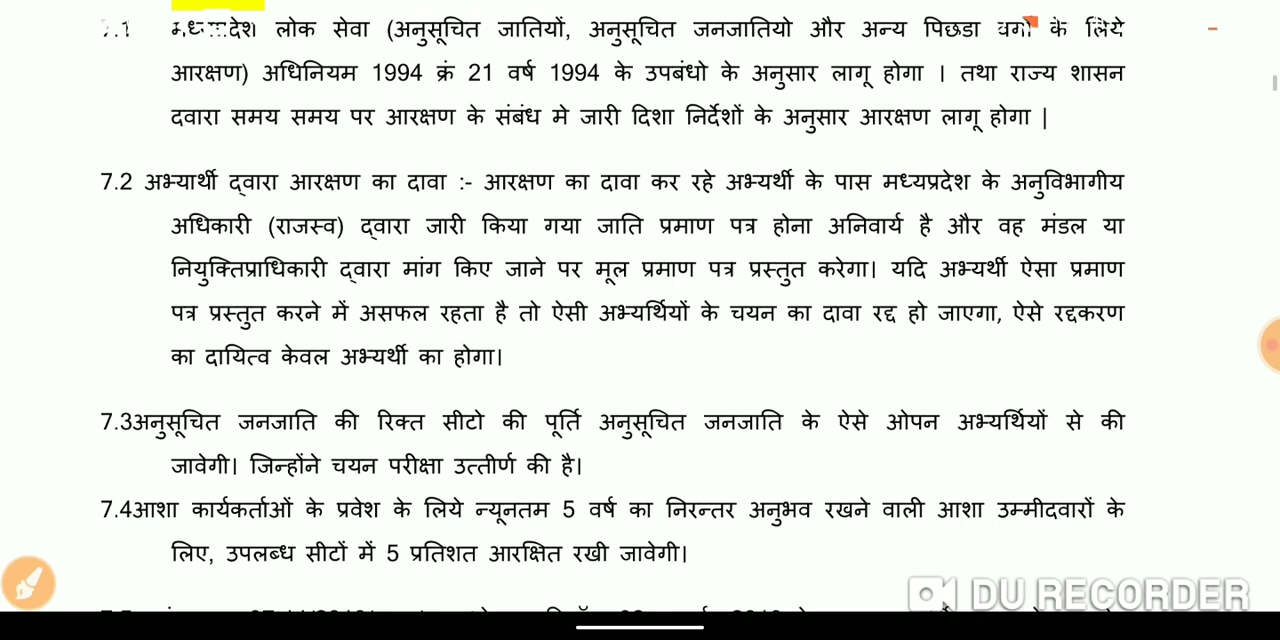 7.1 मध्यप्रदेश लोक सेवा (अनुसूचित जातियों, अनुसूचित जनजातियो और अन्य पिछडा वर्गो के लिये
आरक्षण) अधिनियम 1994 क्रं 21 वर्ष 1994 के उपबंधो के अनुसार लागू होगा । तथा राज्य शासन
दवारा समय समय पर आरक्षण के संबंध मे जारी दिशा निर्देशों के अनुसार आरक्षण लागू होगा |
7.2 अभ्यार्थी द्वारा आरक्षण का दावा :- आरक्षण का दावा कर रहे अभ्यर्थी के पास मध्यप्रदेश के अनुविभागीय
अधिकारी (राजस्व) द्वारा जारी किया गया जाति प्रमाण पत्र होना अनिवार्य है और वह मंडल या
नियुक्तिप्राधिकारी द्वारा मांग किए जाने पर मूल प्रमाण पत्र प्रस्तुत करेगा। यदि अभ्यर्थी ऐसा प्रमाण
पत्र प्रस्तुत करने में असफल रहता है तो ऐसी अभ्यर्थियों के चयन का दावा रद्द हो जाएगा, ऐसे रद्दकरण
का दायित्व केवल अभ्यर्थी का होगा।
7.3अनुसूचित जनजाति की रिक्त सीटो की पूर्ति अनुसूचित जनजाति के ऐसे ओपन अभ्यर्थियों से की
जावेगी। जिन्होंने चयन परीक्षा उत्तीर्ण की है।
7.4आशा कार्यकर्ताओं के प्रवेश के लिये न्यूनतम 5 वर्ष का निरन्तर अनुभव रखने वाली आशा उम्मीदवारों के
लिए, उपलब्ध सीटों में 5 प्रतिशत आरक्षित रखी जावेगी।
DU RECORDER